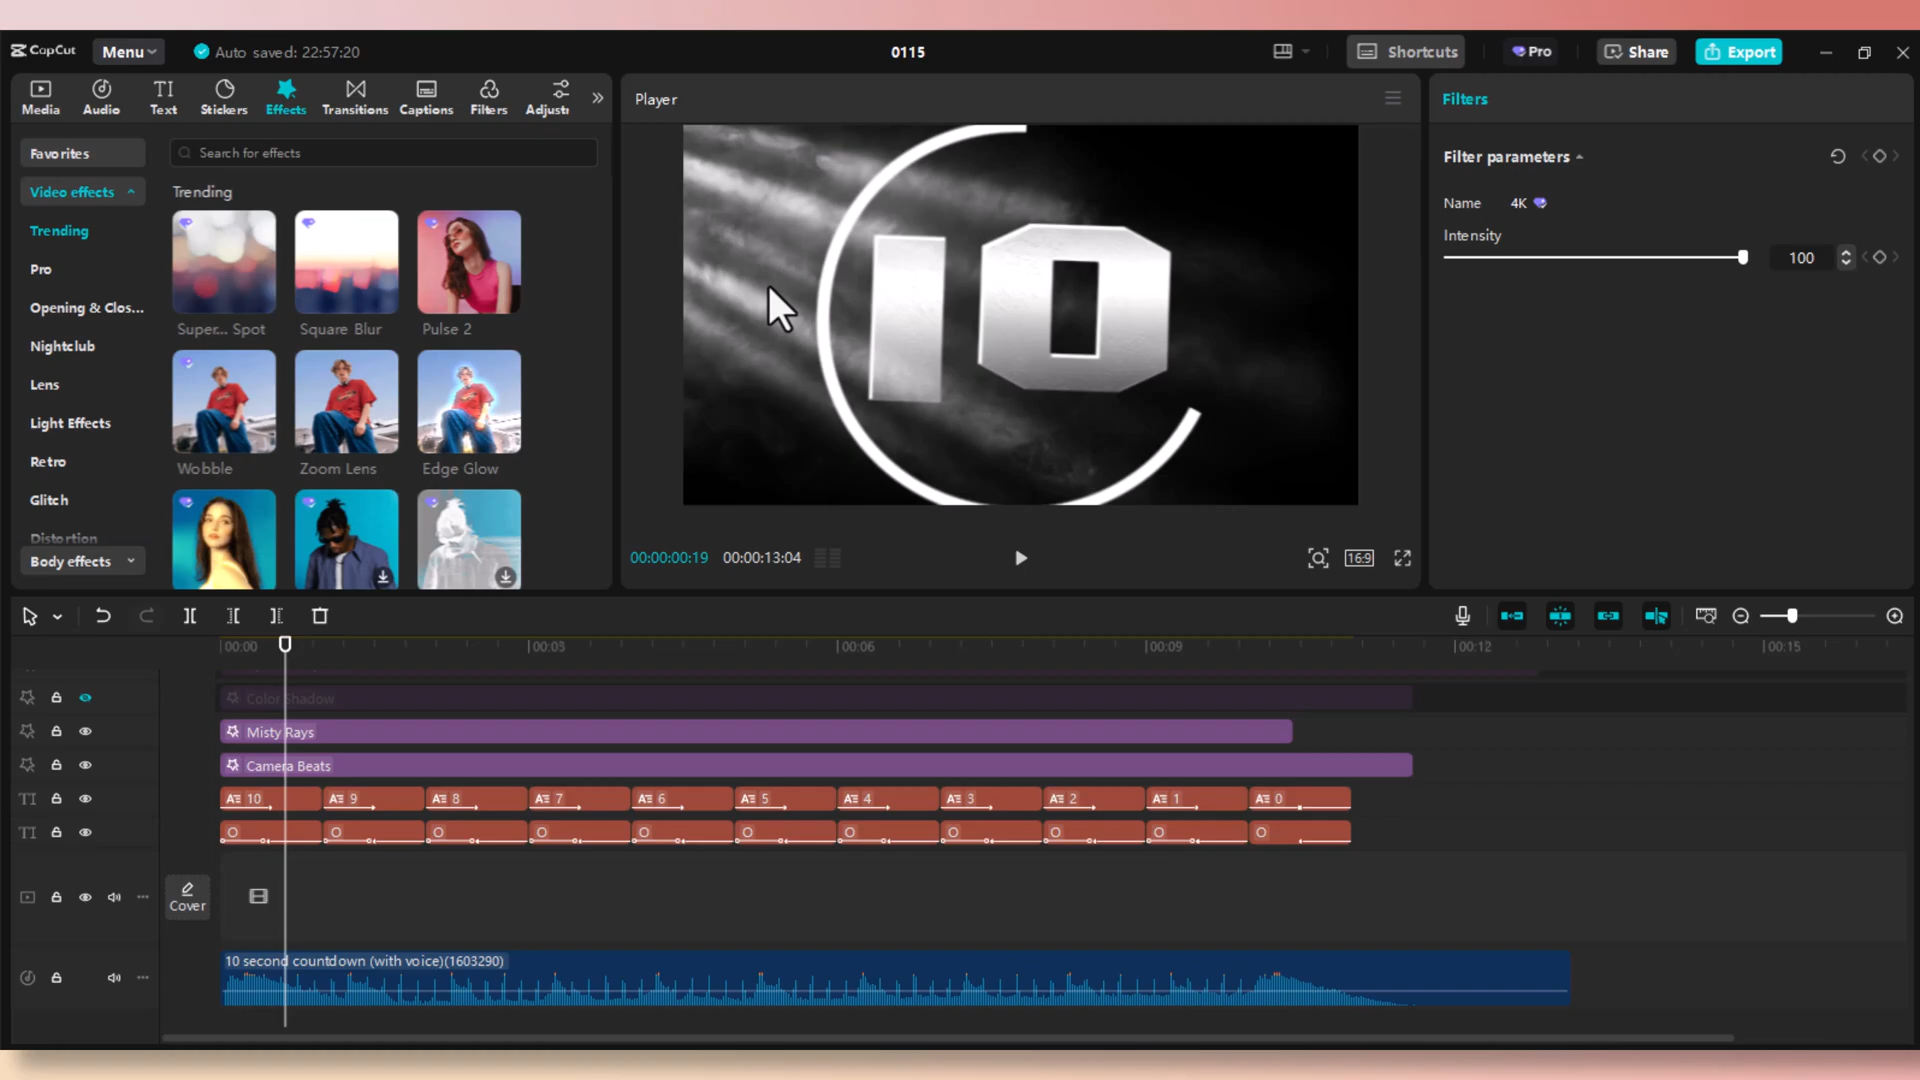 CapCut
Menu
Auto saved: 22:57:20
0115
Shortcuts
Pro
Share
Export
Media
Audio
TI
Text
Stickers
Effects
Transitions
Captions
Filters
Adjustr
Player
Filters
Favorites
Search for effects
Video effects
Trending
Trending
Pro
Opening & Clos...
Nightclub
Lens
Light Effects
Retro
Glitch
Distortion
Body effects
Super... Spot
Square Blur
Pulse 2
Wobble
Zoom Lens
Edge Glow
10
Filter parameters
Name
4K
Intensity
100
00:00:00:19
00:00:13:04
16:9
00:00
00:03
00:06
00:09
00:12
00:15
Color Shadow
Misty Rays
Camera Beats
TI
10
9
8
7
6
5
4
3
2
1
0
TI
O
O
O
O
O
O
O
O
O
O
O
Cover
10 second countdown (with voice)(1603290)